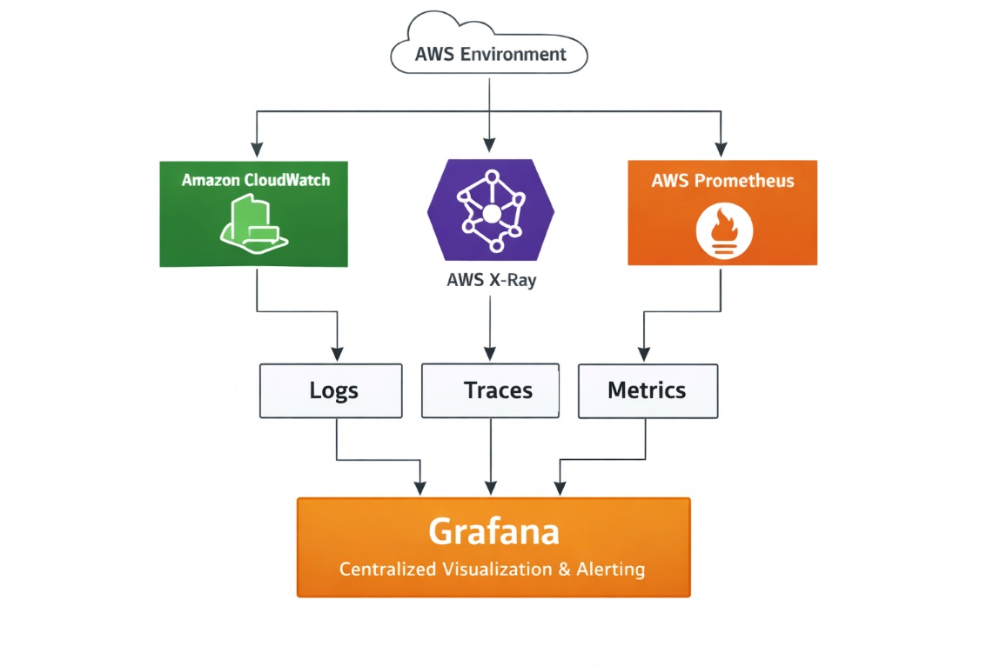 AWS Environment
Amazon CloudWatch
AWS Prometheus
AWS X-Ray
Logs
Traces
Metrics
Grafana
Centralized Visualization & Alerting